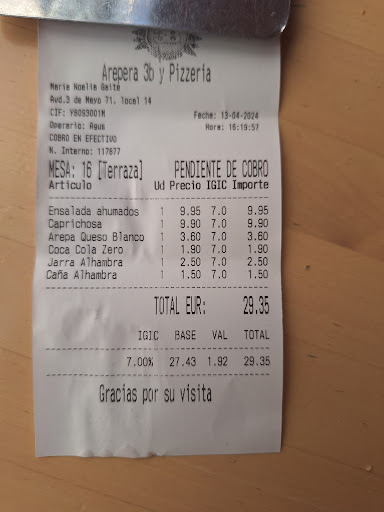 Arepera 3b y Pizzeria
Maria Noelia Gaite
Avd.3 de Mayo 71, local 14
CIF: Y8093001M
Fecha: 13-04-2024
Operario: Agus
Hora: 16:19:57
COBRO EN EFECTIVO
N. Interno: 117877
MESA: 16 [Terraza] PENDIENTE DE COBRO
Articulo Ud Precio IGIC Importe
Ensalada ahumados 1 9.95 7.0 9.95
Caprichosa 1 9.90 7.0 9.90
Arepa Queso Blanco 1 3.60 7.0 3.60
Coca Cola Zero 1 1.90 7.0 1.90
Jarra Alhambra 1 2.50 7.0 2.50
Caña Alhambra 1 1.50 7.0 1.50
TOTAL EUR: 29.35
IGIC BASE VAL TOTAL
7.00% 27.43 1.92 29.35
Gracias por su visita